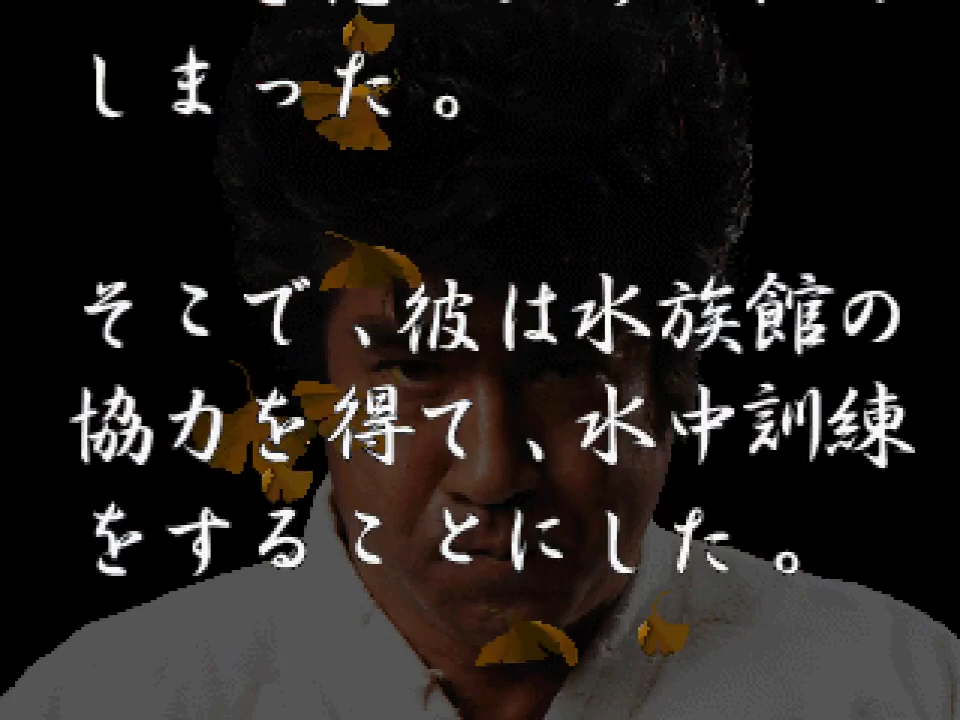 しまった。
そこで、彼は水族館の
協力を得て、水中訓練
をすることにした。